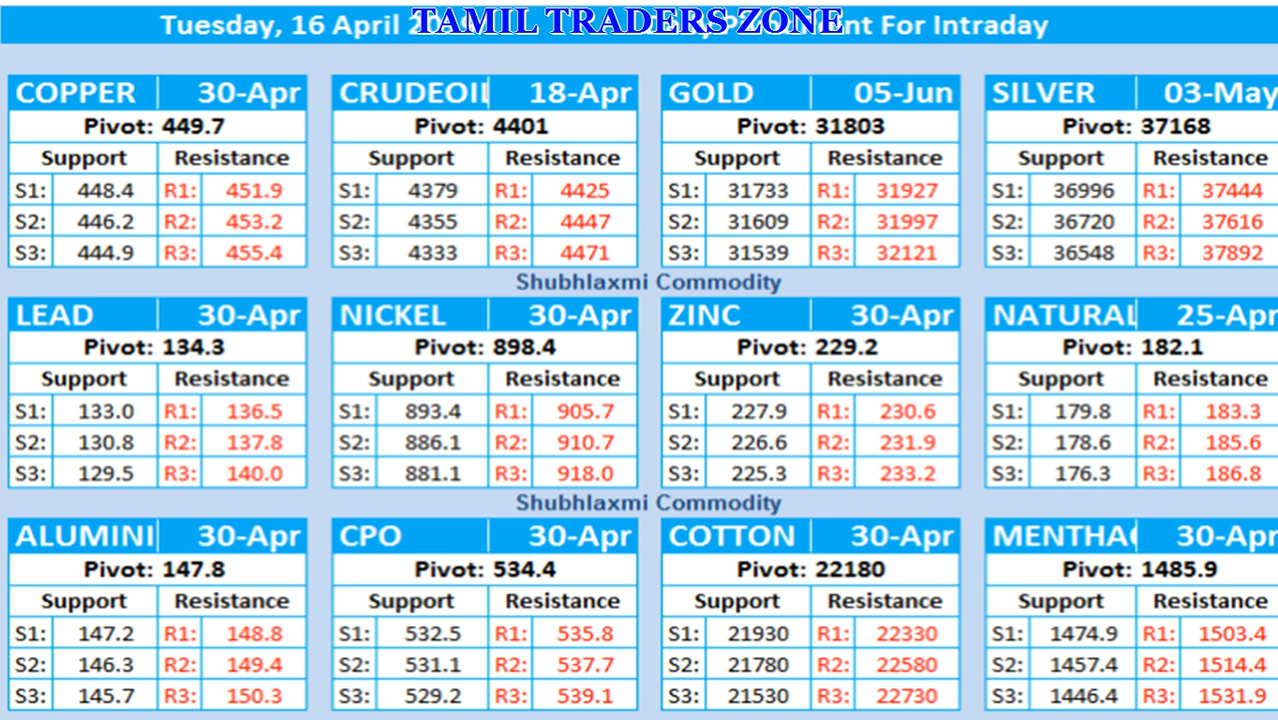 TAMIL TRADERS ZONE
Tuesday, 16 April For Intraday
COPPER 30-Apr CRUDEOIL 18-Apr GOLD 05-Jun SILVER 03-May
Pivot: 449.7 Pivot: 4401 Pivot: 31803 Pivot: 37168
Support Resistance Support Resistance Support Resistance Support Resistance
S1: 448.4 R1: 451.9 S1: 4379 R1: 4425 S1: 31733 R1: 31927 S1: 36996 R1: 37444
S2: 446.2 R2: 453.2 S2: 4355 R2: 4447 S2: 31609 R2: 31997 S2: 36720 R2: 37616
S3: 444.9 R3: 455.4 S3: 4333 R3: 4471 S3: 31539 R3: 32121 S3: 36548 R3: 37892
Shubhlaxmi Commodity
LEAD 30-Apr NICKEL 30-Apr ZINC 30-Apr NATURAL 25-Apr
Pivot: 134.3 Pivot: 898.4 Pivot: 229.2 Pivot: 182.1
Support Resistance Support Resistance Support Resistance Support Resistance
S1: 133.0 R1: 136.5 S1: 893.4 R1: 905.7 S1: 227.9 R1: 230.6 S1: 179.8 R1: 183.3
S2: 130.8 R2: 137.8 S2: 886.1 R2: 910.7 S2: 226.6 R2: 231.9 S2: 178.6 R2: 185.6
S3: 129.5 R3: 140.0 S3: 881.1 R3: 918.0 S3: 225.3 R3: 233.2 S3: 176.3 R3: 186.8
Shubhlaxmi Commodity
ALUMINI 30-Apr CPO 30-Apr COTTON 30-Apr MENTHA 30-Apr
Pivot: 147.8 Pivot: 534.4 Pivot: 22180 Pivot: 1485.9
Support Resistance Support Resistance Support Resistance Support Resistance
S1: 147.2 R1: 148.8 S1: 532.5 R1: 535.8 S1: 21930 R1: 22330 S1: 1474.9 R1: 1503.4
S2: 146.3 R2: 149.4 S2: 531.1 R2: 537.7 S2: 21780 R2: 22580 S2: 1457.4 R2: 1514.4
S3: 145.7 R3: 150.3 S3: 529.2 R3: 539.1 S3: 21530 R3: 22730 S3: 1446.4 R3: 1531.9